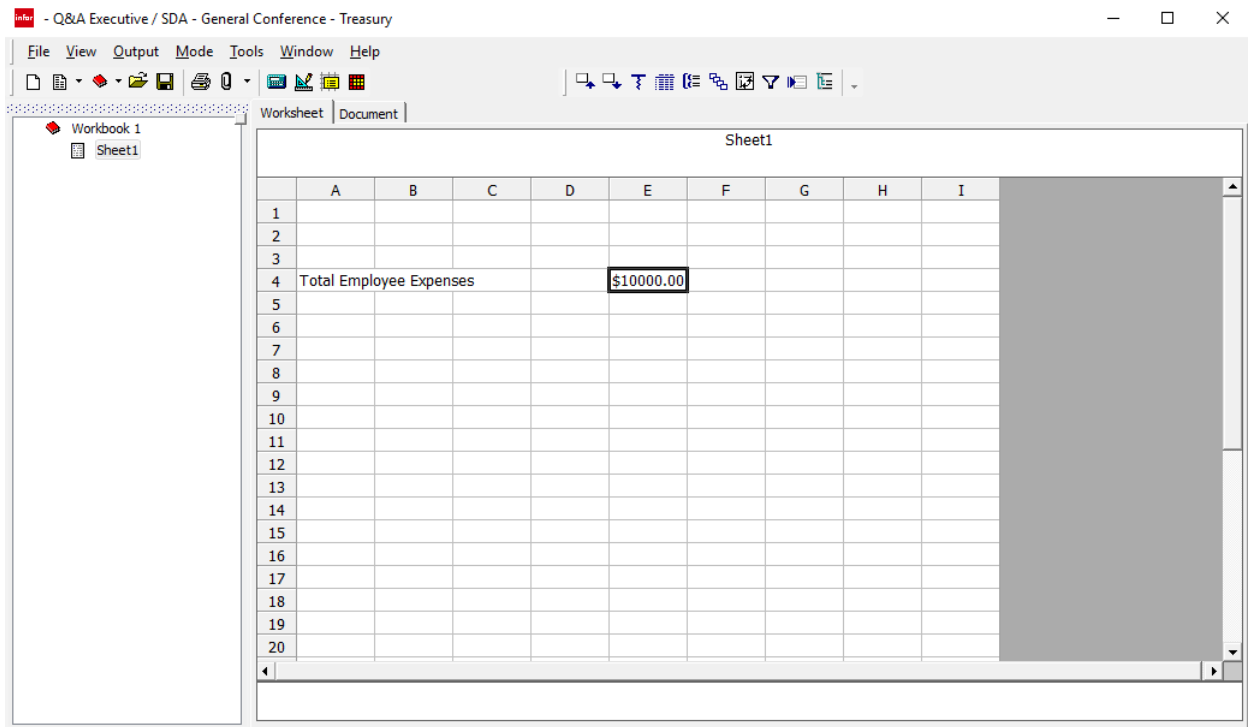 infor - Q&A Executive / SDA - General Conference - Treasury
File View Output Mode Tools Window Help
Worksheet Document
Workbook 1
Sheet1
Sheet1
A B C D E F G H I
1
2
3
4 Total Employee Expenses $10000.00
5
6
7
8
9
10
11
12
13
14
15
16
17
18
19
20